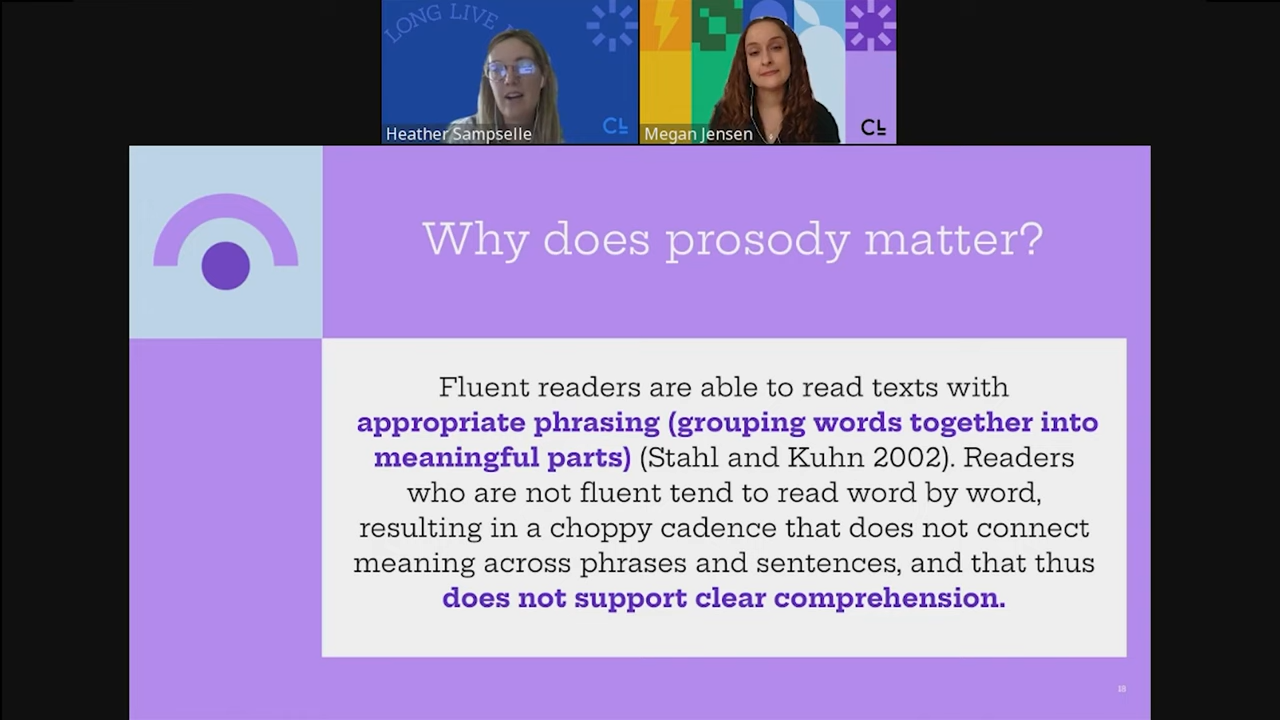 LONG LIVE
Heather Sampselle
CL
Megan Jensen
CL
Why does prosody matter?
Fluent readers are able to read texts with
appropriate phrasing (grouping words together into
meaningful parts) (Stahl and Kuhn 2002). Readers
who are not fluent tend to read word by word,
resulting in a choppy cadence that does not connect
meaning across phrases and sentences, and that thus
does not support clear comprehension.
18